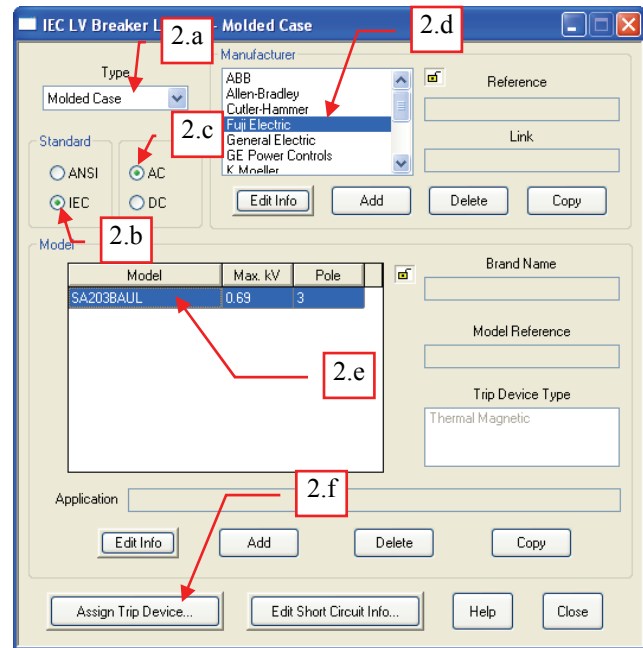 IEC LV Breaker L - Molded Case
2.a
2.d
Type
Molded Case
Manufacturer
ABB
Allen-Bradley
Cutler-Hammer
Fuji Electric
General Electric
GE Power Controls
K Moeller
Reference
Link
2.c
Standard
ANSI
IEC
AC
DC
Edit Info
Add
Delete
Copy
2.b
Model
Model
Max. kV
Pole
SA203BAUL
0.69
3
Brand Name
Model Reference
2.e
Trip Device Type
Thermal Magnetic
2.f
Application
Edit Info
Add
Delete
Copy
Assign Trip Device...
Edit Short Circuit Info...
Help
Close